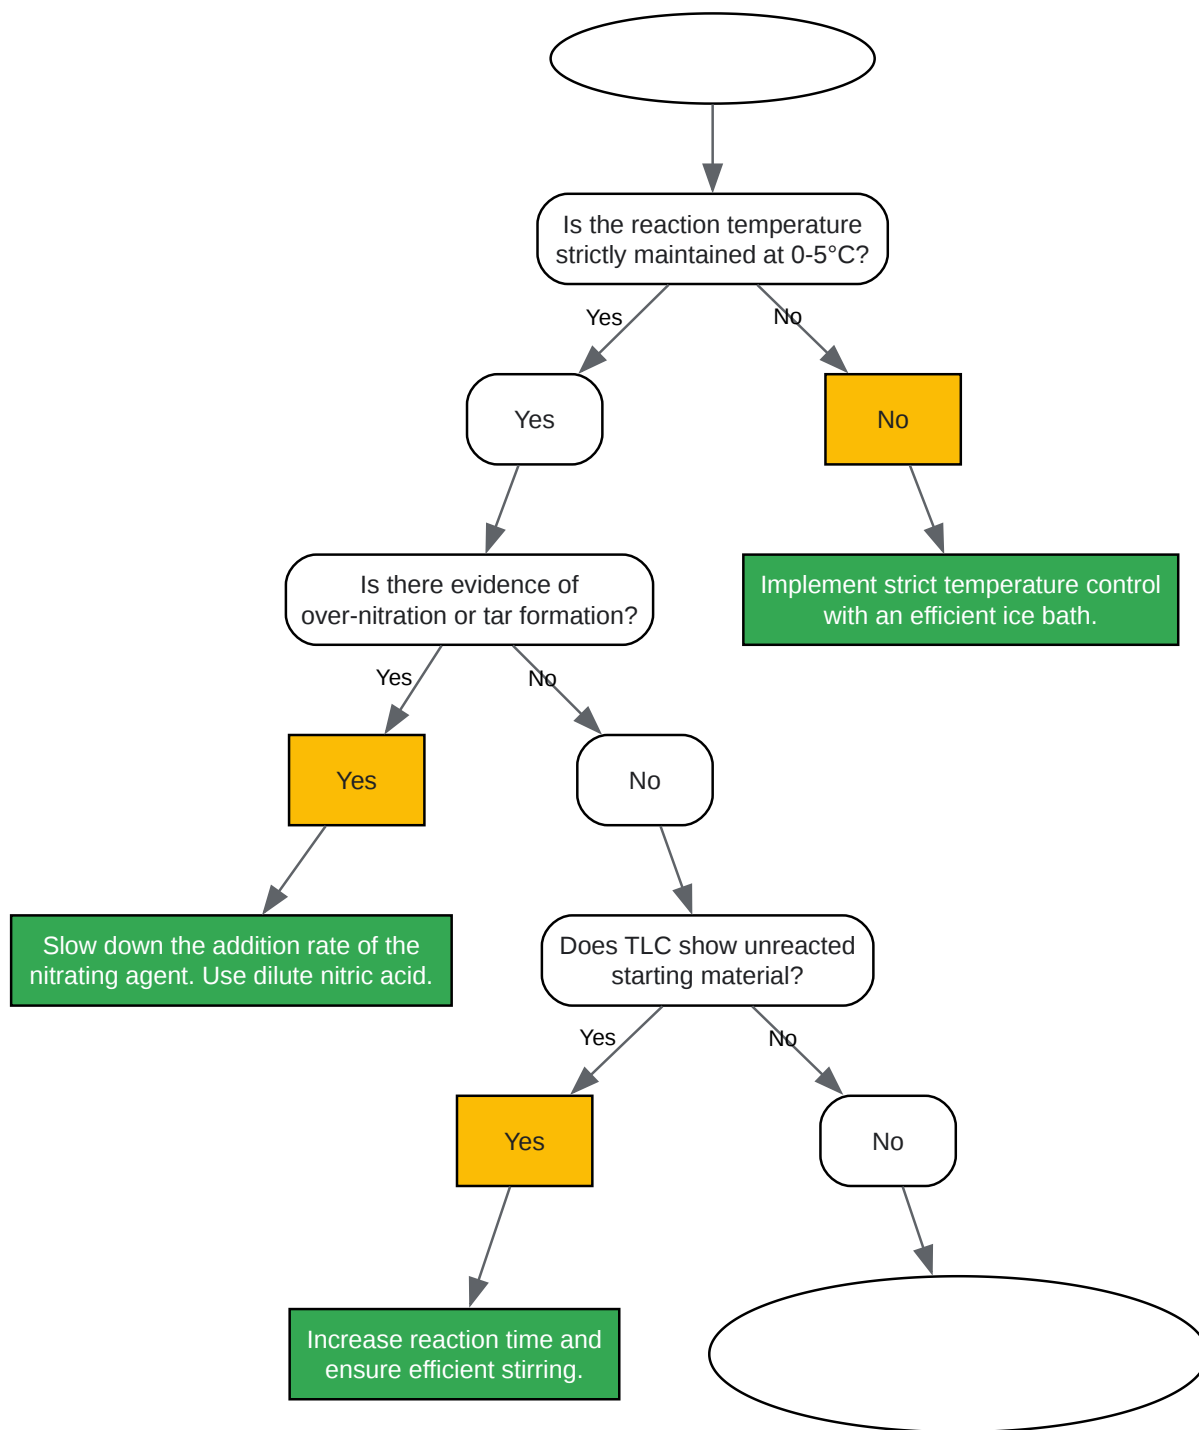 Is the reaction temperature
strictly maintained at 0-5°C?
Yes
No
Yes
No
Is there evidence of
over-nitration or tar formation?
Implement strict temperature control
with an efficient ice bath.
Yes
No
Yes
No
Slow down the addition rate of the
nitrating agent. Use dilute nitric acid.
Does TLC show unreacted
starting material?
Yes
No
Yes
No
Increase reaction time and
ensure efficient stirring.